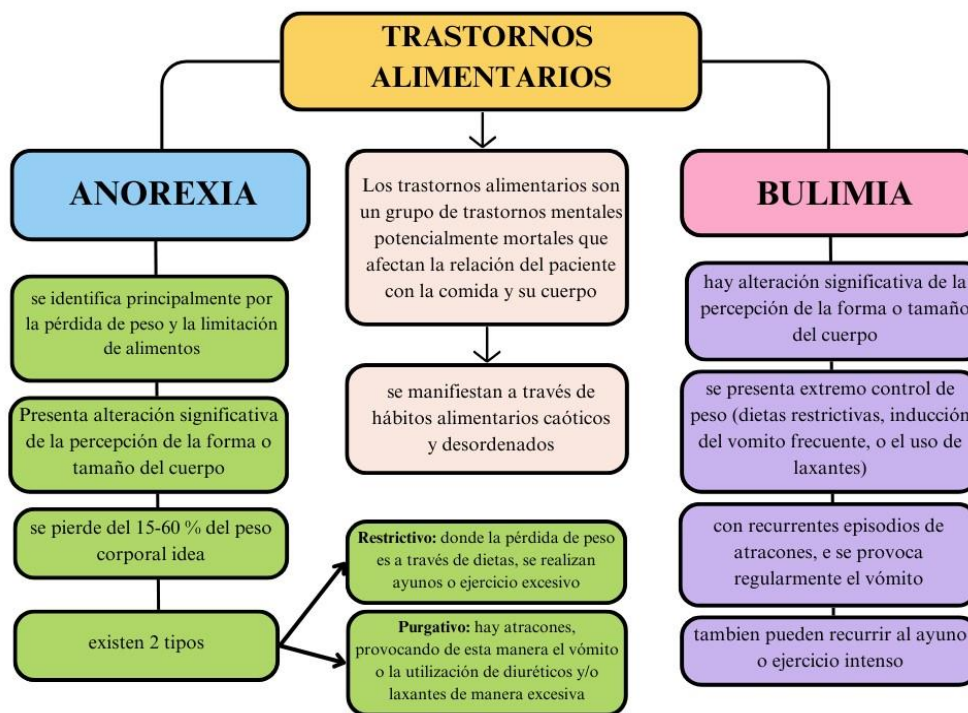 TRASTORNOS
ALIMENTARIOS
ANOREXIA
se identifica principalmente por
la pérdida de peso y la limitación
de alimentos
Presenta alteración significativa
de la percepción de la forma o
tamaño del cuerpo
se pierde del 15-60 % del peso
corporal idea
existen 2 tipos
Restrictivo: donde la pérdida de peso
es a través de dietas, se realizan
ayunos o ejercicio excesivo
Purgativo: hay atracones,
provocando de esta manera el vómito
o la utilización de diuréticos y/o
laxantes de manera excesiva
Los trastornos alimentarios son
un grupo de trastornos mentales
potencialmente mortales que
afectan la relación del paciente
con la comida y su cuerpo
se manifiestan a través de
hábitos alimentarios caóticos
y desordenados
BULIMIA
hay alteración significativa de la
percepción de la forma o tamaño
del cuerpo
se presenta extremo control de
peso (dietas restrictivas, inducción
del vomito frecuente, o el uso de
laxantes)
con recurrentes episodios de
atracones, e se provoca
regularmente el vómito
tambien pueden recurrir al ayuno
o ejercicio intenso